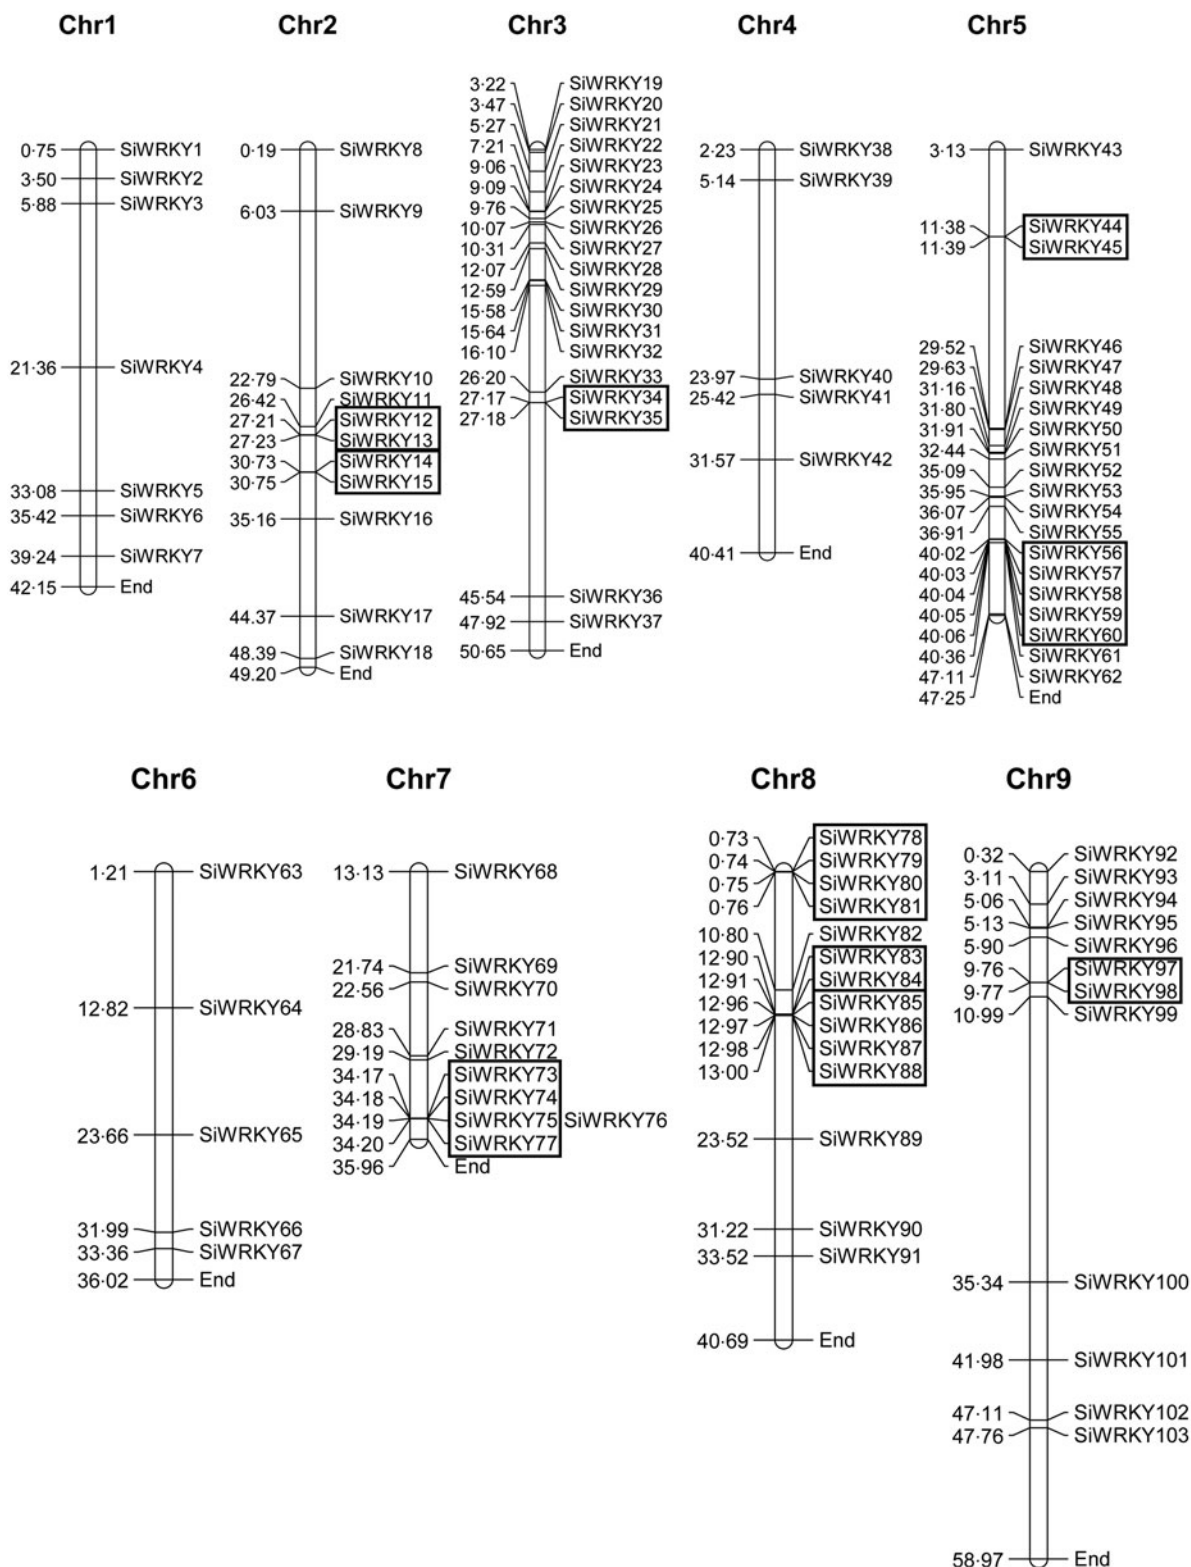 Chr1
0·75 SiWRKY1
3·50 SiWRKY2
5·88 SiWRKY3
21·36 SiWRKY4
33·08 SiWRKY5
35·42 SiWRKY6
39·24 SiWRKY7
42·15 End
Chr2
0·19 SiWRKY8
6·03 SiWRKY9
22·79 SiWRKY10
26·42 SiWRKY11
27·21 SiWRKY12
27·23 SiWRKY13
30·73 SiWRKY14
30·75 SiWRKY15
35·16 SiWRKY16
44·37 SiWRKY17
48·39 SiWRKY18
49·20 End
Chr3
3·22 SiWRKY19
3·47 SiWRKY20
5·27 SiWRKY21
7·21 SiWRKY22
9·06 SiWRKY23
9·09 SiWRKY24
9·76 SiWRKY25
10·07 SiWRKY26
10·31 SiWRKY27
12·07 SiWRKY28
12·59 SiWRKY29
15·58 SiWRKY30
15·64 SiWRKY31
16·10 SiWRKY32
26·20 SiWRKY33
27·17 SiWRKY34
27·18 SiWRKY35
45·54 SiWRKY36
47·92 SiWRKY37
50·65 End
Chr4
2·23 SiWRKY38
5·14 SiWRKY39
23·97 SiWRKY40
25·42 SiWRKY41
31·57 SiWRKY42
40·41 End
Chr5
3·13 SiWRKY43
11·38 SiWRKY44
11·39 SiWRKY45
29·52 SiWRKY46
29·63 SiWRKY47
31·16 SiWRKY48
31·80 SiWRKY49
31·91 SiWRKY50
32·44 SiWRKY51
35·09 SiWRKY52
35·95 SiWRKY53
36·07 SiWRKY54
36·91 SiWRKY55
40·02 SiWRKY56
40·03 SiWRKY57
40·04 SiWRKY58
40·05 SiWRKY59
40·06 SiWRKY60
40·36 SiWRKY61
47·11 SiWRKY62
47·25 End
Chr6
1·21 SiWRKY63
12·82 SiWRKY64
23·66 SiWRKY65
31·99 SiWRKY66
33·36 SiWRKY67
36·02 End
Chr7
13·13 SiWRKY68
21·74 SiWRKY69
22·56 SiWRKY70
28·83 SiWRKY71
29·19 SiWRKY72
34·17 SiWRKY73
34·18 SiWRKY74
34·19 SiWRKY75 SiWRKY76
34·20 SiWRKY77
35·96 End
Chr8
0·73 SiWRKY78
0·74 SiWRKY79
0·75 SiWRKY80
0·76 SiWRKY81
10·80 SiWRKY82
12·90 SiWRKY83
12·91 SiWRKY84
12·96 SiWRKY85
12·97 SiWRKY86
12·98 SiWRKY87
13·00 SiWRKY88
23·52 SiWRKY89
31·22 SiWRKY90
33·52 SiWRKY91
40·69 End
Chr9
0·32 SiWRKY92
3·11 SiWRKY93
5·06 SiWRKY94
5·13 SiWRKY95
5·90 SiWRKY96
9·76 SiWRKY97
9·77 SiWRKY98
10·99 SiWRKY99
35·34 SiWRKY100
41·98 SiWRKY101
47·11 SiWRKY102
47·76 SiWRKY103
58·97 End